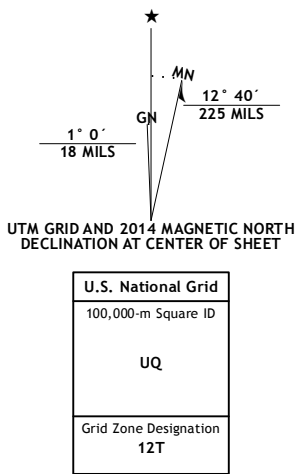 MN
GN
12° 40´
225 MILS
1° 0´
18 MILS
UTM GRID AND 2014 MAGNETIC NORTH
DECLINATION AT CENTER OF SHEET
U.S. National Grid
100,000-m Square ID
UQ
Grid Zone Designation
12T